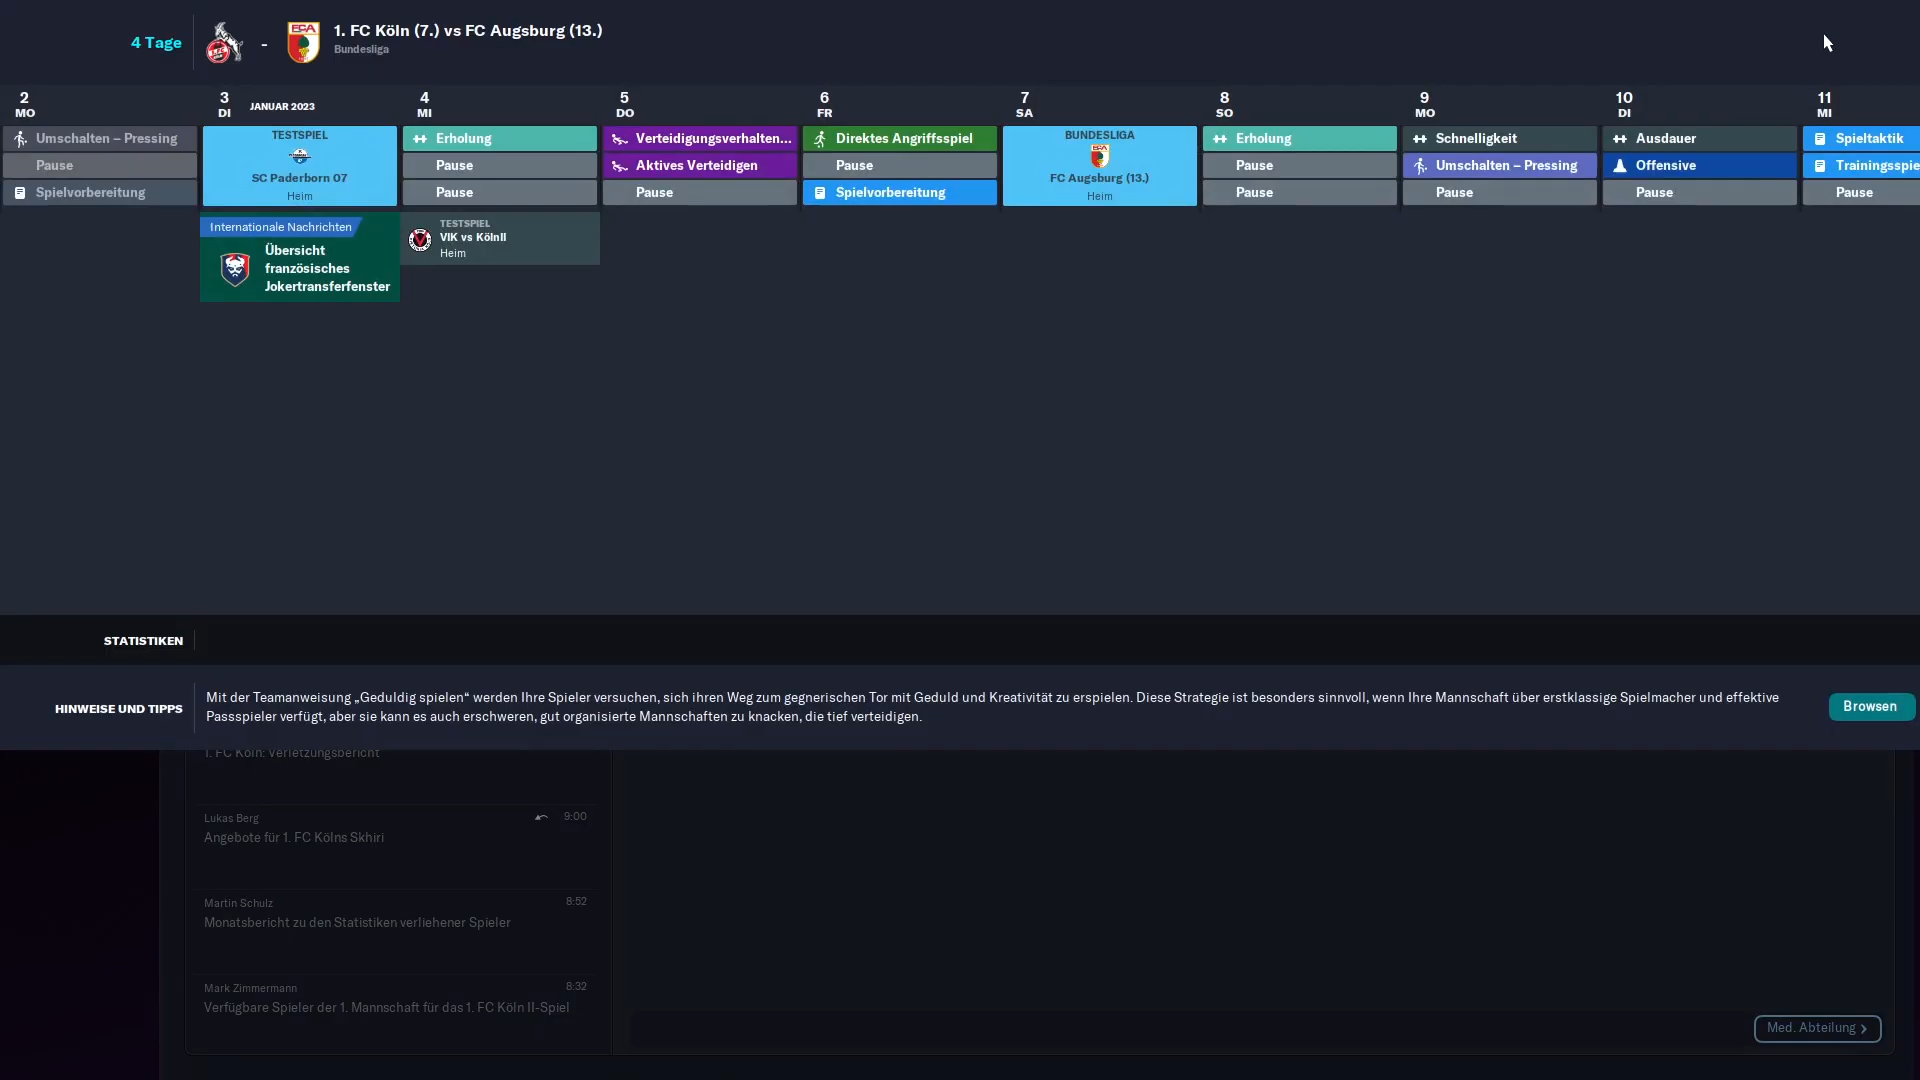 4 Tage
-
1. FC Köln (7.) vs FC Augsburg (13.)
Bundesliga
2
MO
3
DI
JANUAR 2023
4
MI
5
DO
6
FR
7
SA
8
SO
9
MO
10
DI
11
MI
Umschalten – Pressing
Pause
Spielvorbereitung
TESTSPIEL
SC Paderborn 07
Heim
Erholung
Pause
Pause
Verteidigungsverhalten...
Aktives Verteidigen
Pause
Direktes Angriffsspiel
Pause
Spielvorbereitung
BUNDESLIGA
FC Augsburg (13.)
Heim
Erholung
Pause
Pause
Schnelligkeit
Umschalten – Pressing
Pause
Ausdauer
Offensive
Pause
Spieltaktik
Trainingsspie
Pause
Internationale Nachrichten
Übersicht
französisches
Jokertransferfenster
TESTSPIEL
VIK vs KölnII
Heim
STATISTIKEN
HINWEISE UND TIPPS
Mit der Teamanweisung „Geduldig spielen“ werden Ihre Spieler versuchen, sich ihren Weg zum gegnerischen Tor mit Geduld und Kreativität zu erspielen. Diese Strategie ist besonders sinnvoll, wenn Ihre Mannschaft über erstklassige Spielmacher und effektive
Passspieler verfügt, aber sie kann es auch erschweren, gut organisierte Mannschaften zu knacken, die tief verteidigen.
Browsen
1. FC Köln: Verletzungsbericht
Lukas Berg
9:00
Angebote für 1. FC Kölns Skhiri
Martin Schulz
8:52
Monatsbericht zu den Statistiken verliehener Spieler
Mark Zimmermann
8:32
Verfügbare Spieler der 1. Mannschaft für das 1. FC Köln II-Spiel
Med. Abteilung